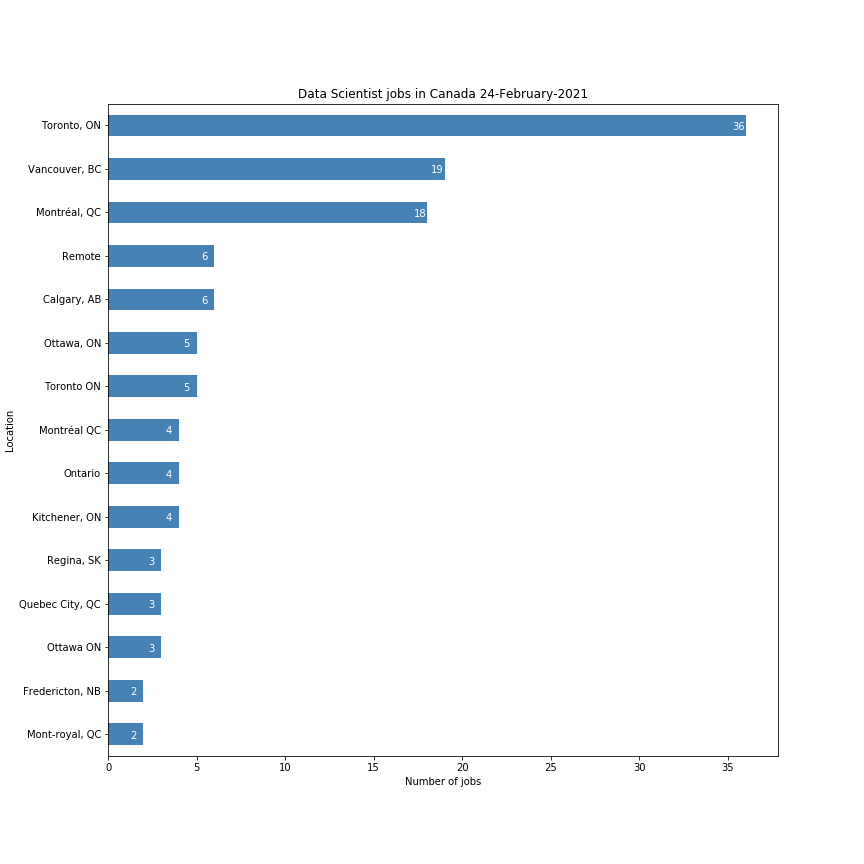 Data Scientist jobs in Canada 24-February-2021
Toronto, ON 36
Vancouver, BC 19
Montréal, QC 18
Remote 6
Calgary, AB 6
Ottawa, ON 5
Toronto ON 5
Montréal QC 4
Ontario 4
Kitchener, ON 4
Regina, SK 3
Quebec City, QC 3
Ottawa ON 3
Fredericton, NB 2
Mont-royal, QC 2
Location
0 5 10 15 20 25 30 35
Number of jobs